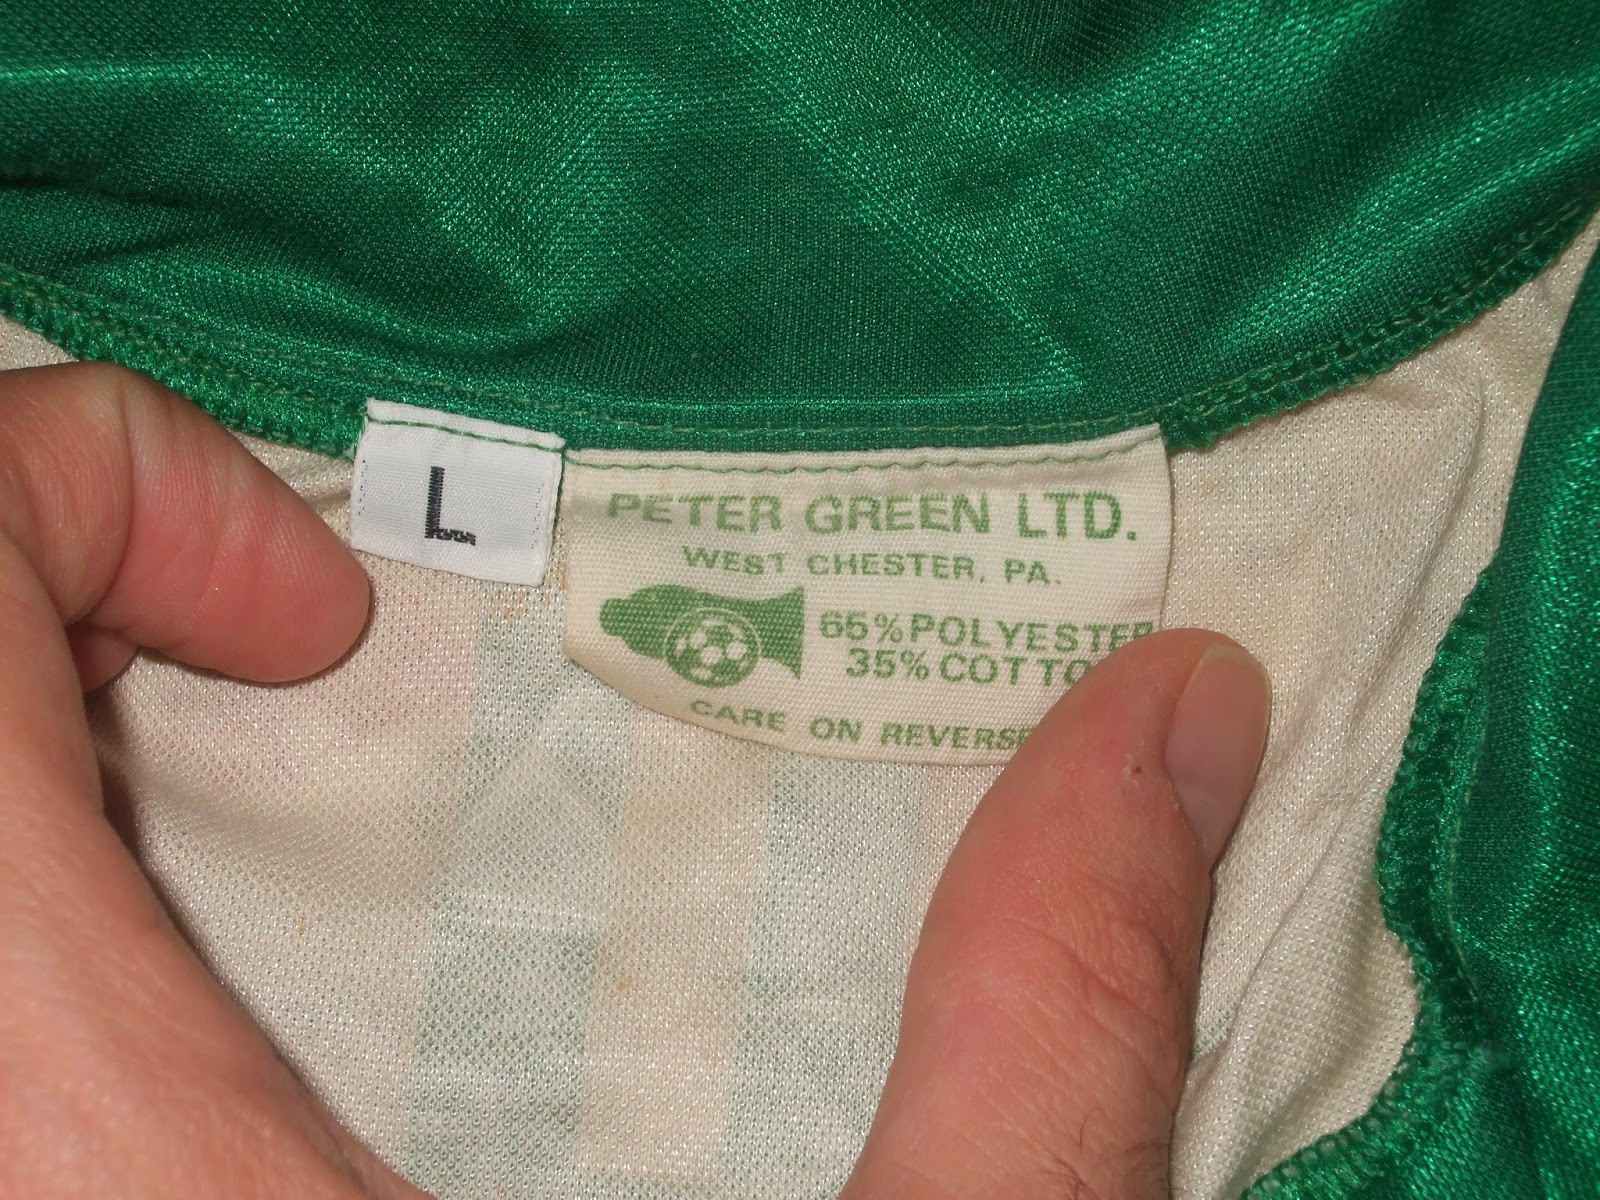 L
PETER GREEN LTD.
WEST CHESTER, PA.
65% POLYESTER
35% COTTO
CARE ON REVERSE